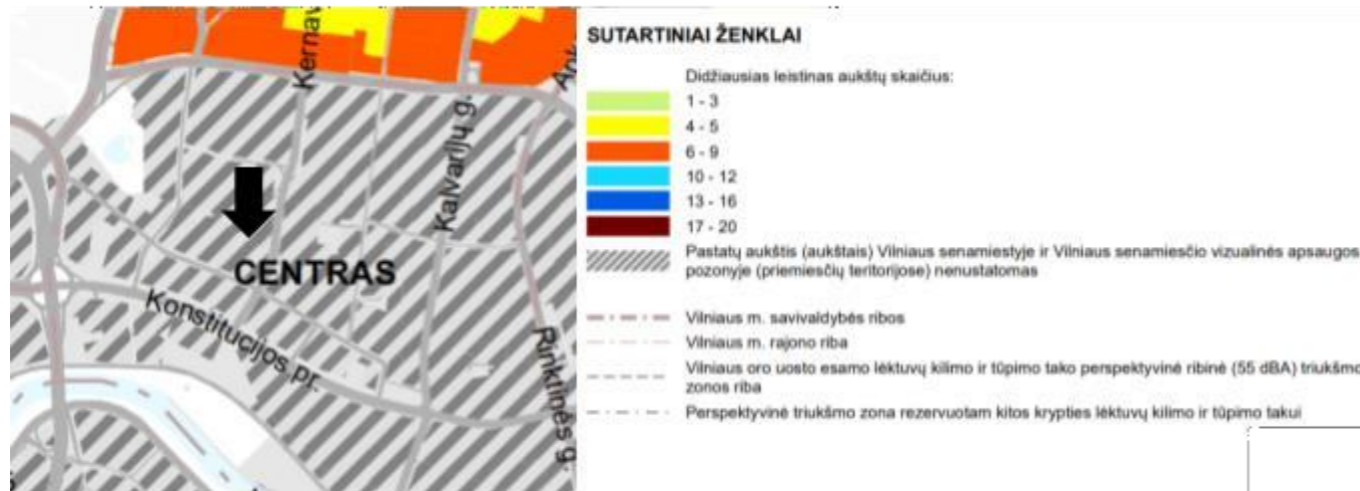 Kernav
Kalvarijų g.
CENTRAS
Konstitucijos pr.
Rinktinės g.
SUTARTINIAI ŽENKLAI
Didžiausias leistinas aukštų skaičius:
1 - 3
4 - 5
6 - 9
10 - 12
13 - 16
17 - 20
Pastatų aukštis (aukštais) Vilniaus senamiestyje ir Vilniaus senamiesčio vizualinės apsaugos
pozonyje (priemiesčių teritorijose) nenustatomas
Vilniaus m. savivaldybės ribos
Vilniaus m. rajono riba
Vilniaus oro uosto esamo lėktuvų kilimo ir tūpimo tako perspektyvinė ribinė (55 dBA) triukšmo
zonos riba
Perspektyvinė triukšmo zona rezervuotam kitos krypties lėktuvų kilimo ir tūpimo takui